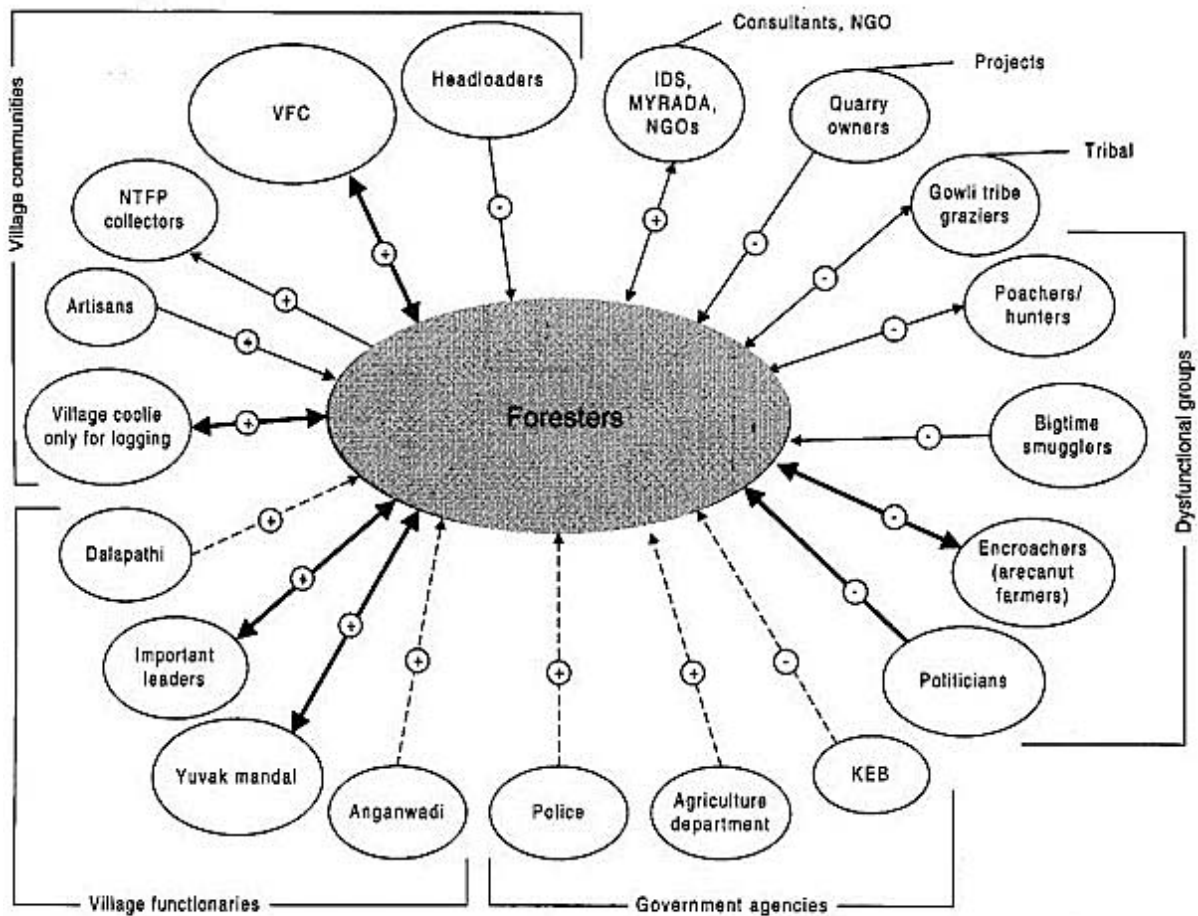 Consultants, NGO
Projects
Tribal
Village communities
VFC
Headloaders
IDS,
MYRADA,
NGOs
Quarry
owners
Gowli tribe
graziers
NTFP
collectors
Artisans
Village coolie
only for logging
Poachers/
hunters
Bigtime
smugglers
Encroachers
(arecanut
farmers)
Politicians
Dysfunctional groups
Foresters
Dalapathi
Important
leaders
Yuvak mandal
Anganwadi
Police
Agriculture
department
KEB
Village functionaries
Government agencies
+
-
+
-
-
-
-
-
-
-
+
+
+
+
+
+
+
+
+